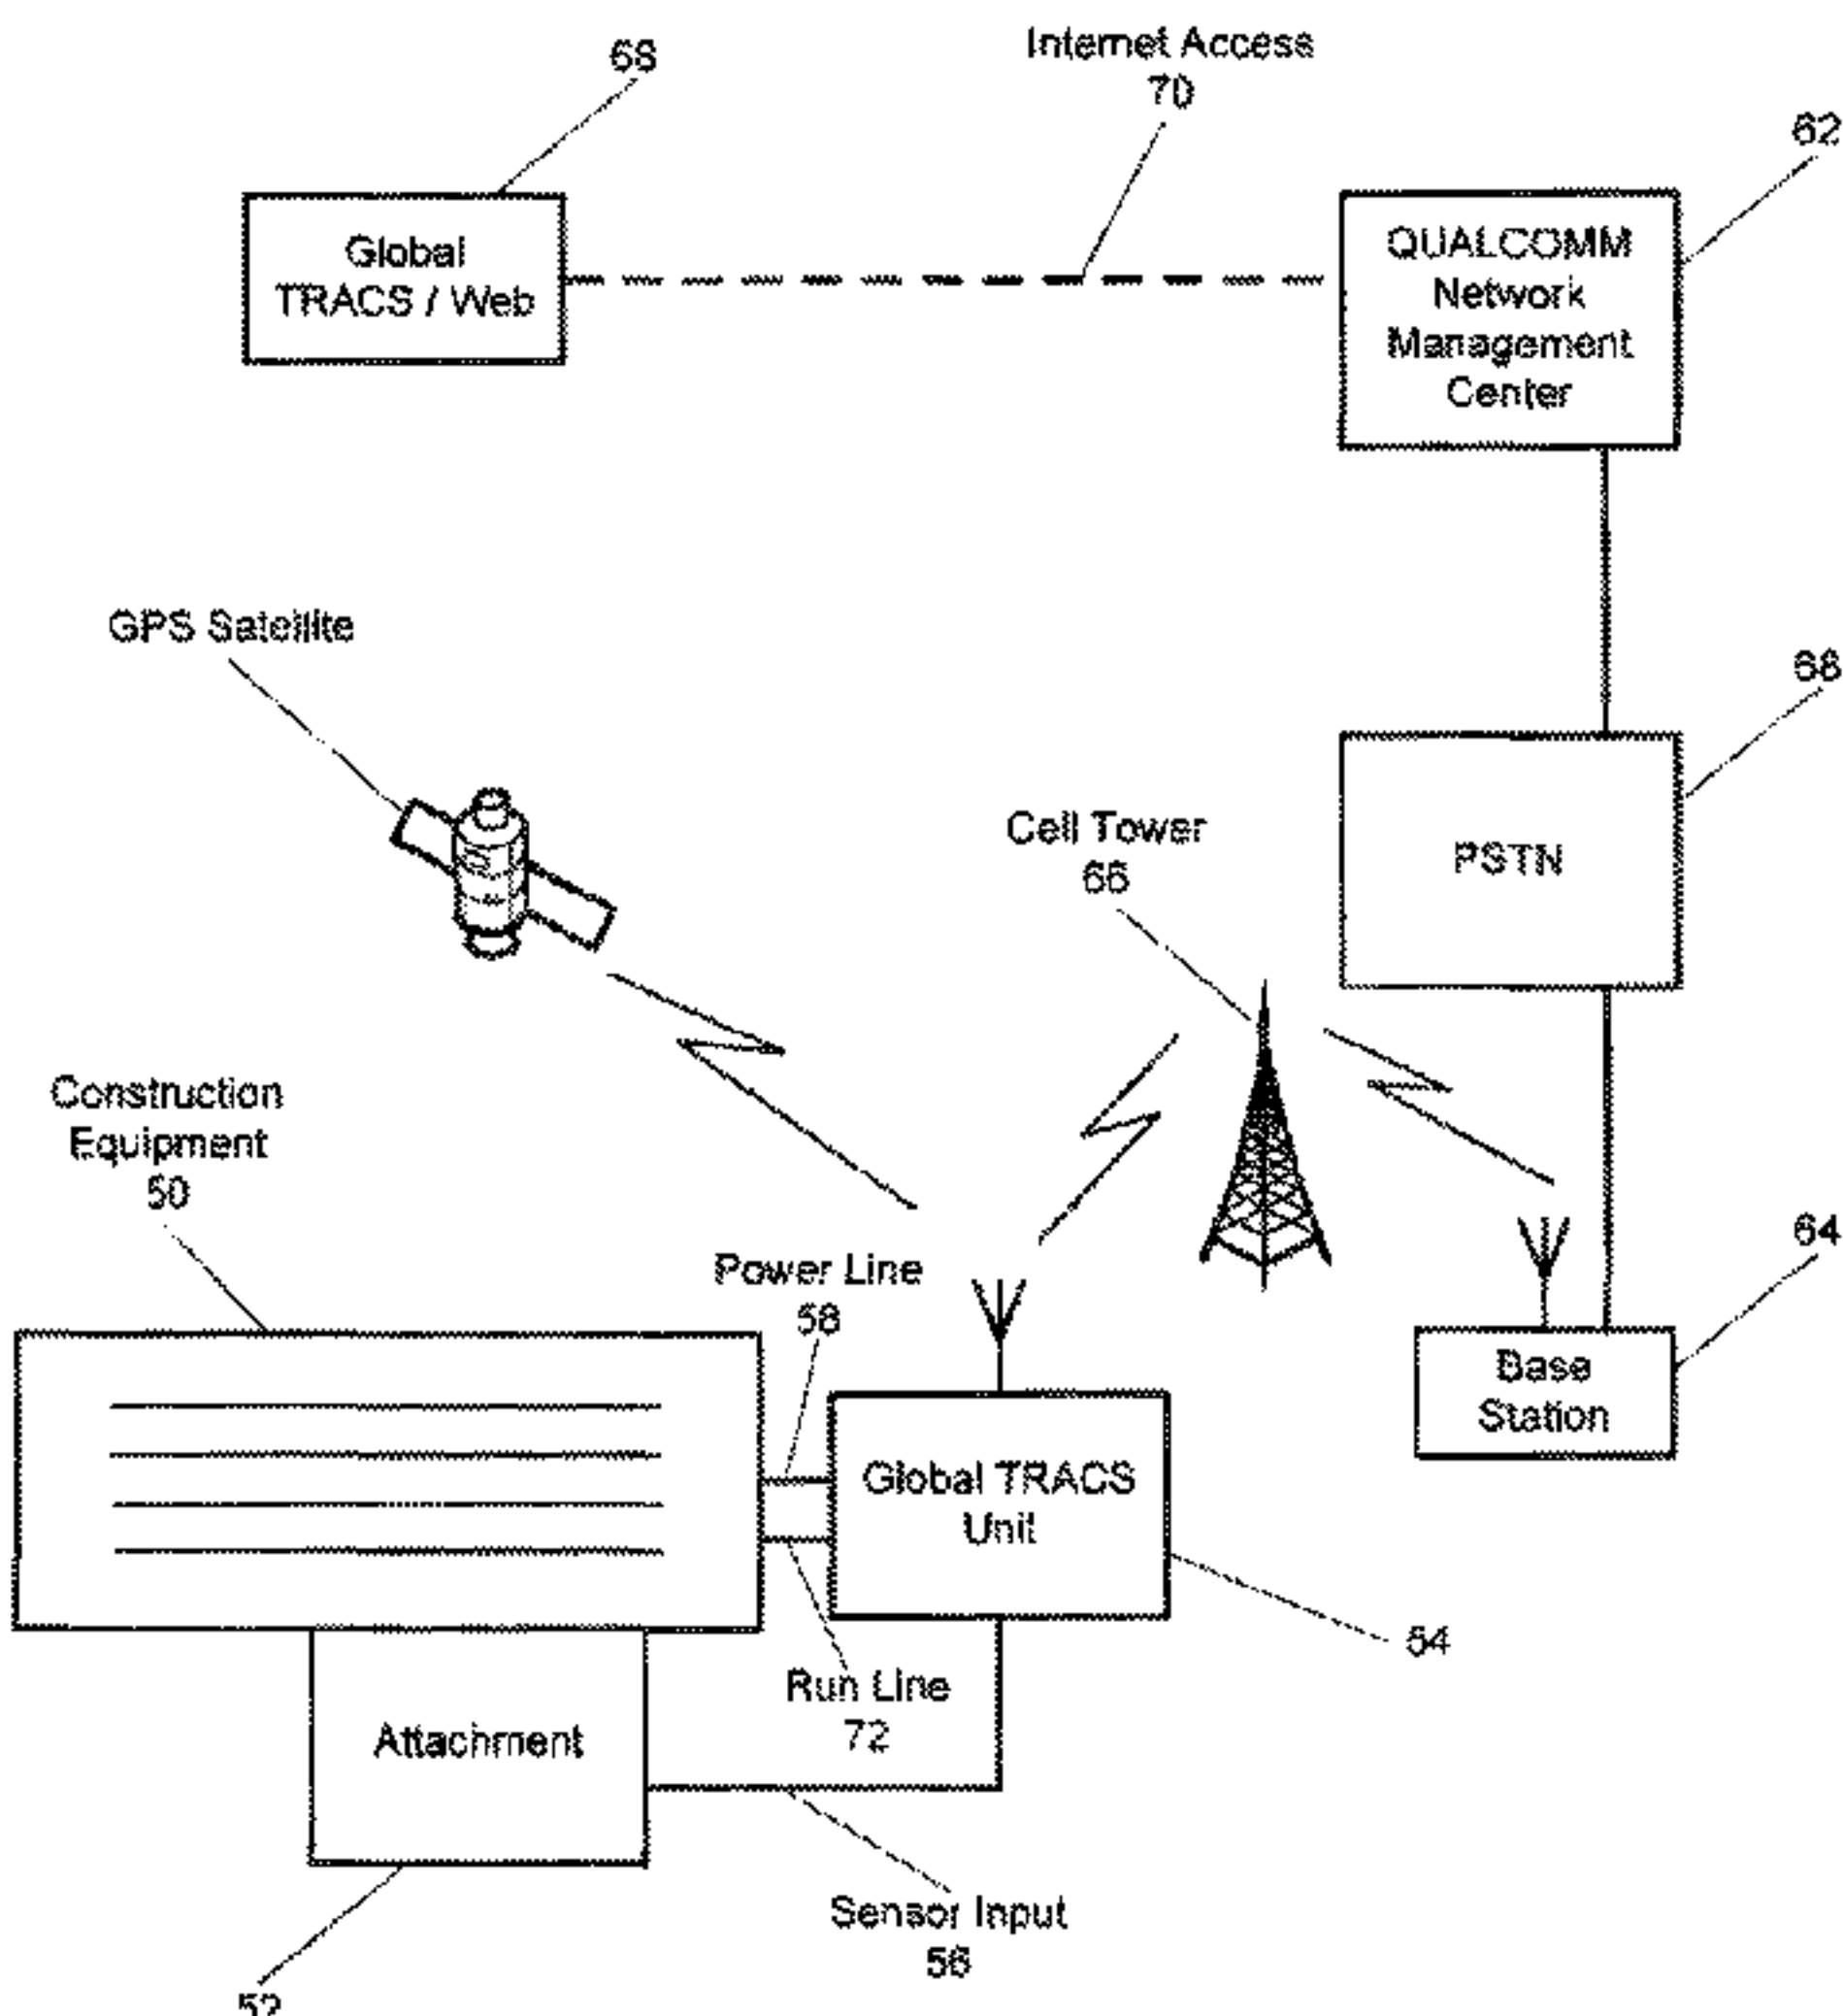 68
Internet Access
70
62
Global
TRACS / Web
QUALCOMM
Network
Management
Center
GPS Satellite
68
Cell Tower
66
PSTN
Construction
Equipment
50
Power Line
58
64
Base
Station
Global TRACS
Unit
54
Run Line
72
Attachment
Sensor Input
56
52